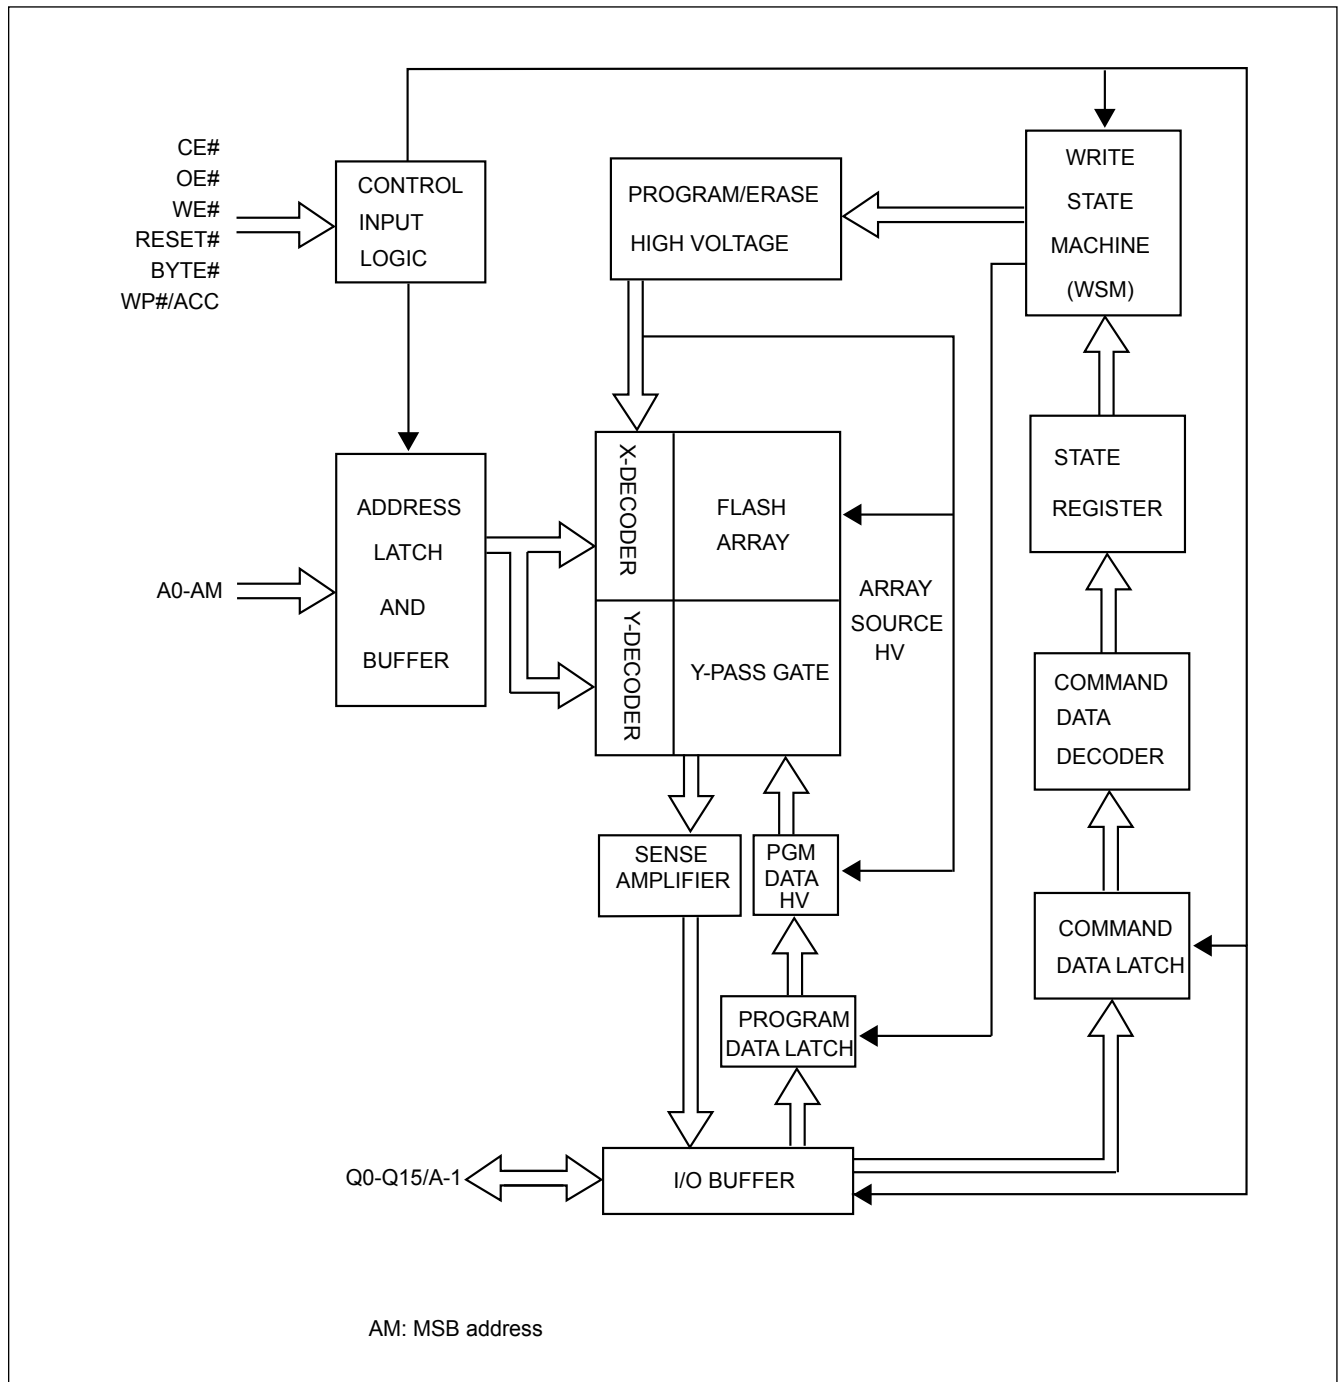 CE#
OE#
WE#
RESET#
BYTE#
WP#/ACC
CONTROL
INPUT
LOGIC
PROGRAM/ERASE
HIGH VOLTAGE
WRITE
STATE
MACHINE
(WSM)
A0-AM
ADDRESS
LATCH
AND
BUFFER
X-DECODER
FLASH
ARRAY
Y-DECODER
Y-PASS GATE
ARRAY
SOURCE
HV
STATE
REGISTER
COMMAND
DATA
DECODER
SENSE
AMPLIFIER
PGM
DATA
HV
COMMAND
DATA LATCH
PROGRAM
DATA LATCH
Q0-Q15/A-1
I/O BUFFER
AM: MSB address